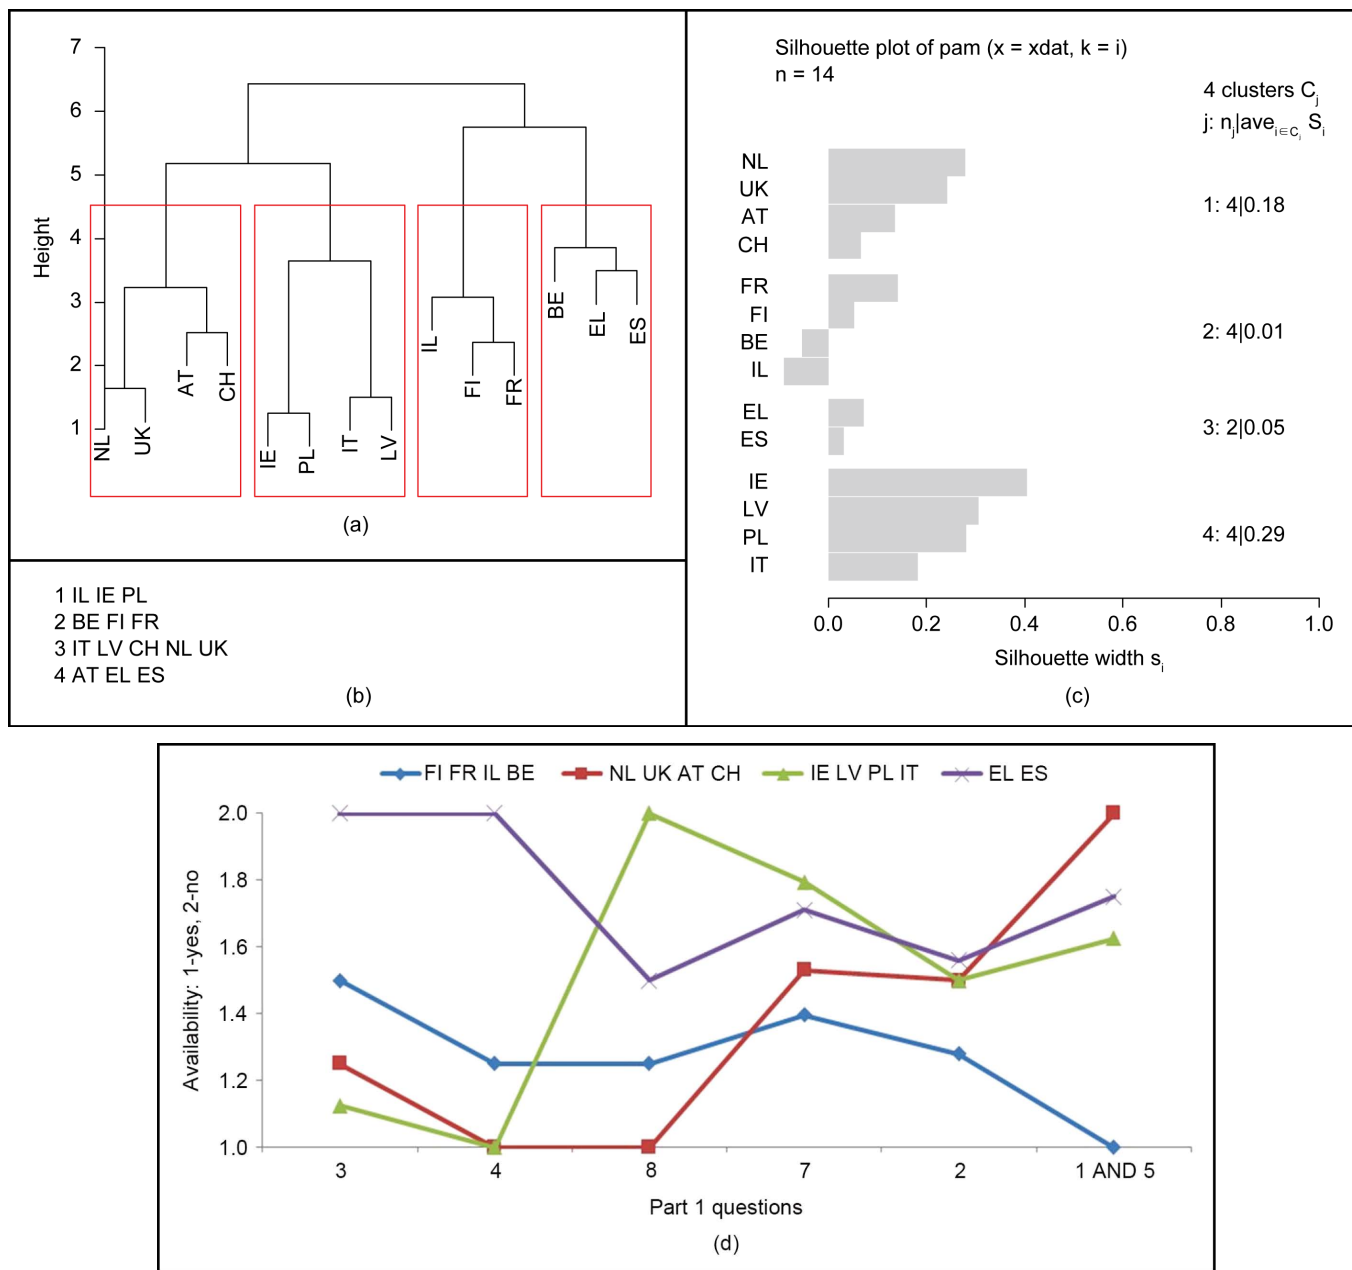 7
6
5
4
3
2
1
Height
NL
UK
AT
CH
IE
PL
IT
LV
IL
FI
FR
BE
EL
ES
(a)
1 IL IE PL
2 BE FI FR
3 IT LV CH NL UK
4 AT EL ES
(b)
Silhouette plot of pam (x = xdat, k = i)
n = 14
4 clusters Cj
j: nj|ave i∈Ci Si
NL
UK
AT
CH
1: 4|0.18
FR
FI
BE
IL
2: 4|0.01
EL
ES
3: 2|0.05
IE
LV
PL
IT
4: 4|0.29
0.0 0.2 0.4 0.6 0.8 1.0
Silhouette width si
(c)
FI FR IL BE NL UK AT CH IE LV PL IT EL ES
Availability: 1-yes, 2-no
2.0
1.8
1.6
1.4
1.2
1.0
3 4 8 7 2 1 AND 5
Part 1 questions
(d)